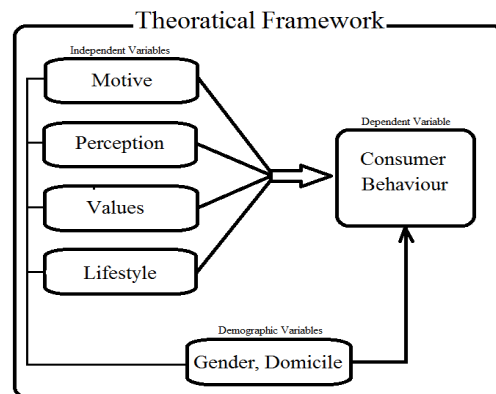 Theoratical Framework
Independent Variables
Motive
Perception
Values
Lifestyle
Dependent Variable
Consumer
Behaviour
Demographic Variables
Gender, Domicile